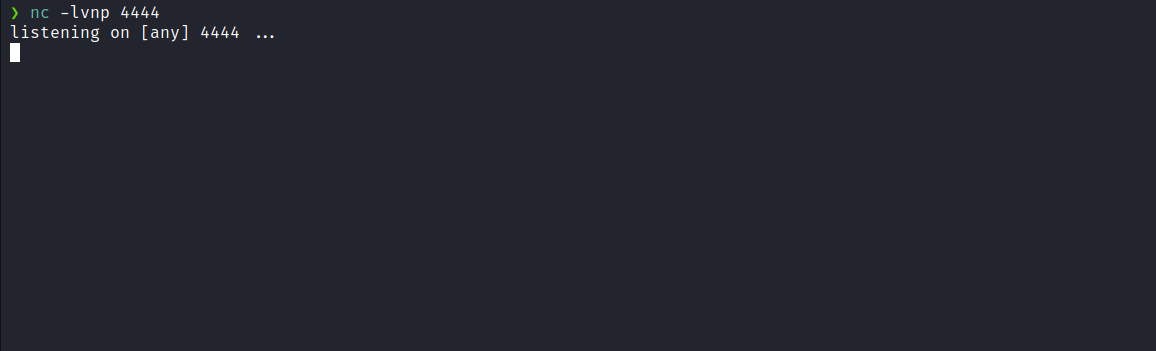 ❯ nc -lvnp 4444
listening on [any] 4444 ...